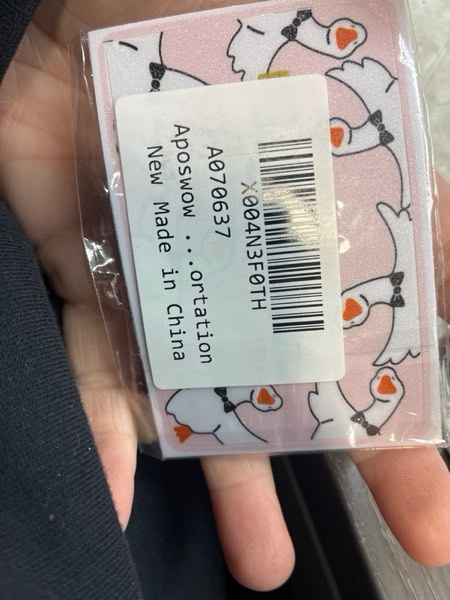 X004N3F0TH
A070637
Aposwow ...ortation
New Made in China